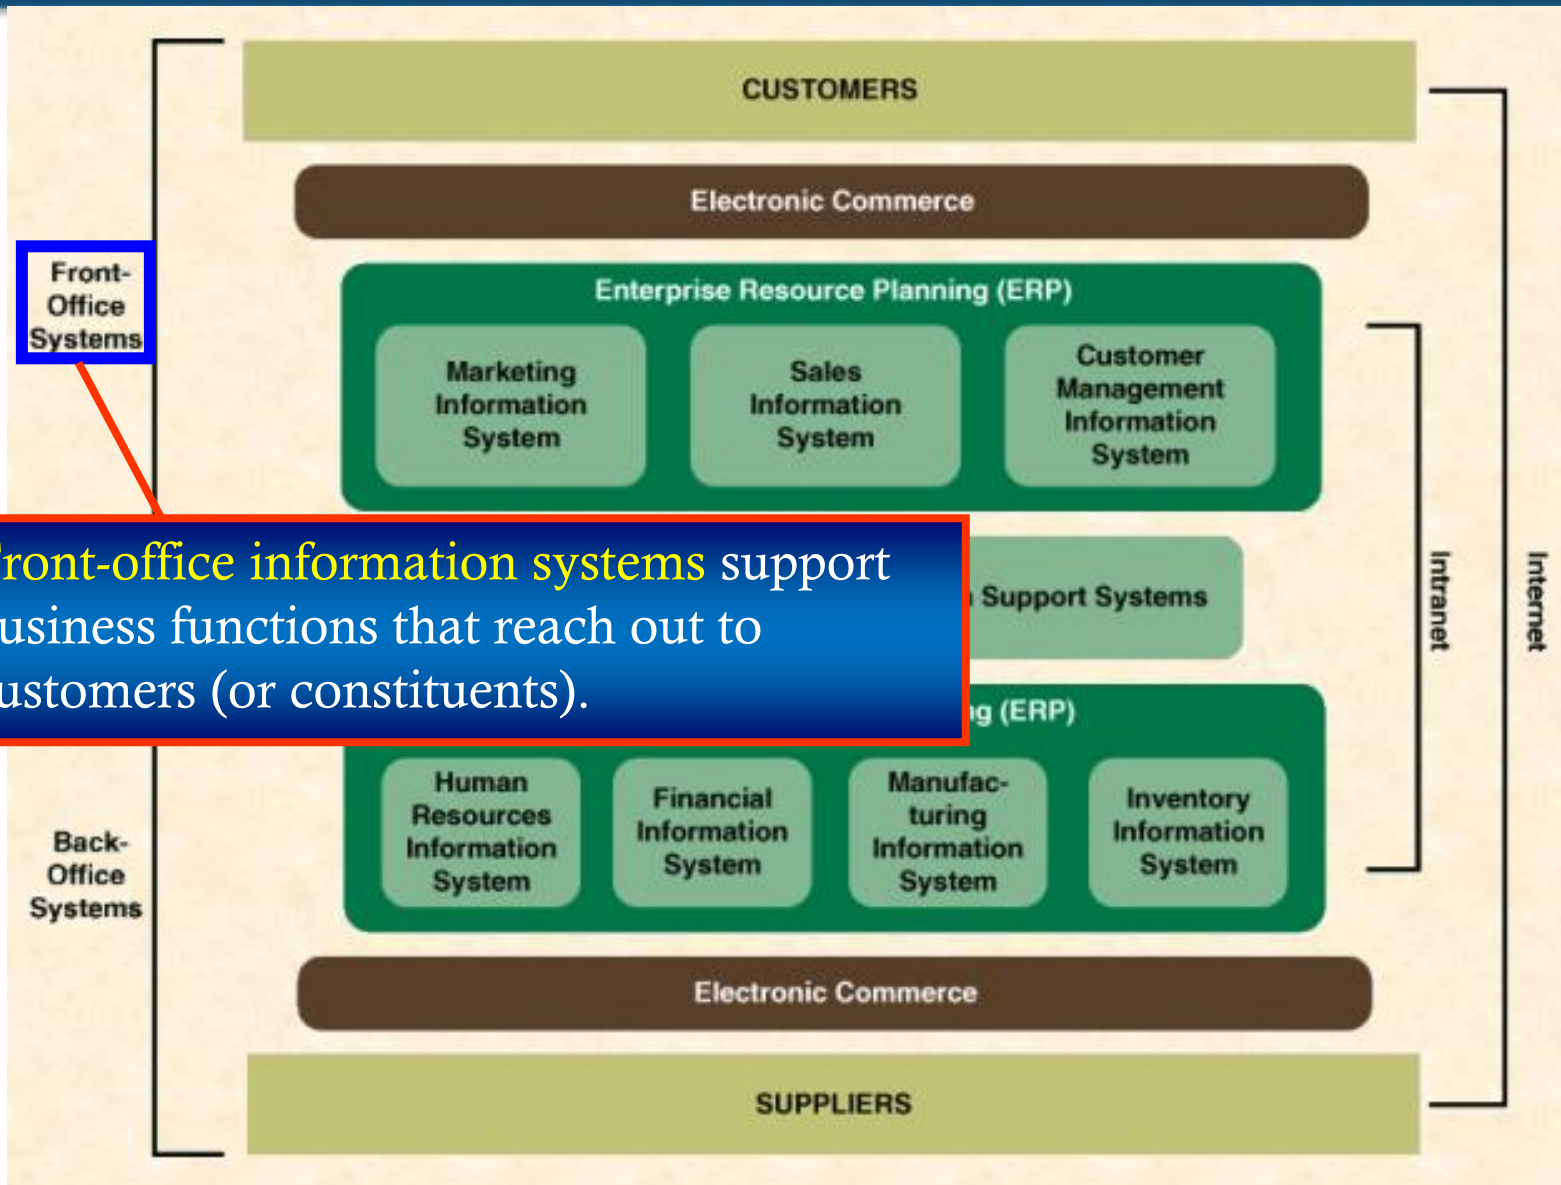 CUSTOMERS
Electronic Commerce
Front-
Office
Systems
Enterprise Resource Planning (ERP)
Marketing
Information
System
Sales
Information
System
Customer
Management
Information
System
ront-office information systems support
usiness functions that reach out to
ustomers (or constituents).
Support Systems
Intranet
Internet
ng (ERP)
Back-
Office
Systems
Human
Resources
Information
System
Financial
Information
System
Manufac-
turing
Information
System
Inventory
Information
System
Electronic Commerce
SUPPLIERS